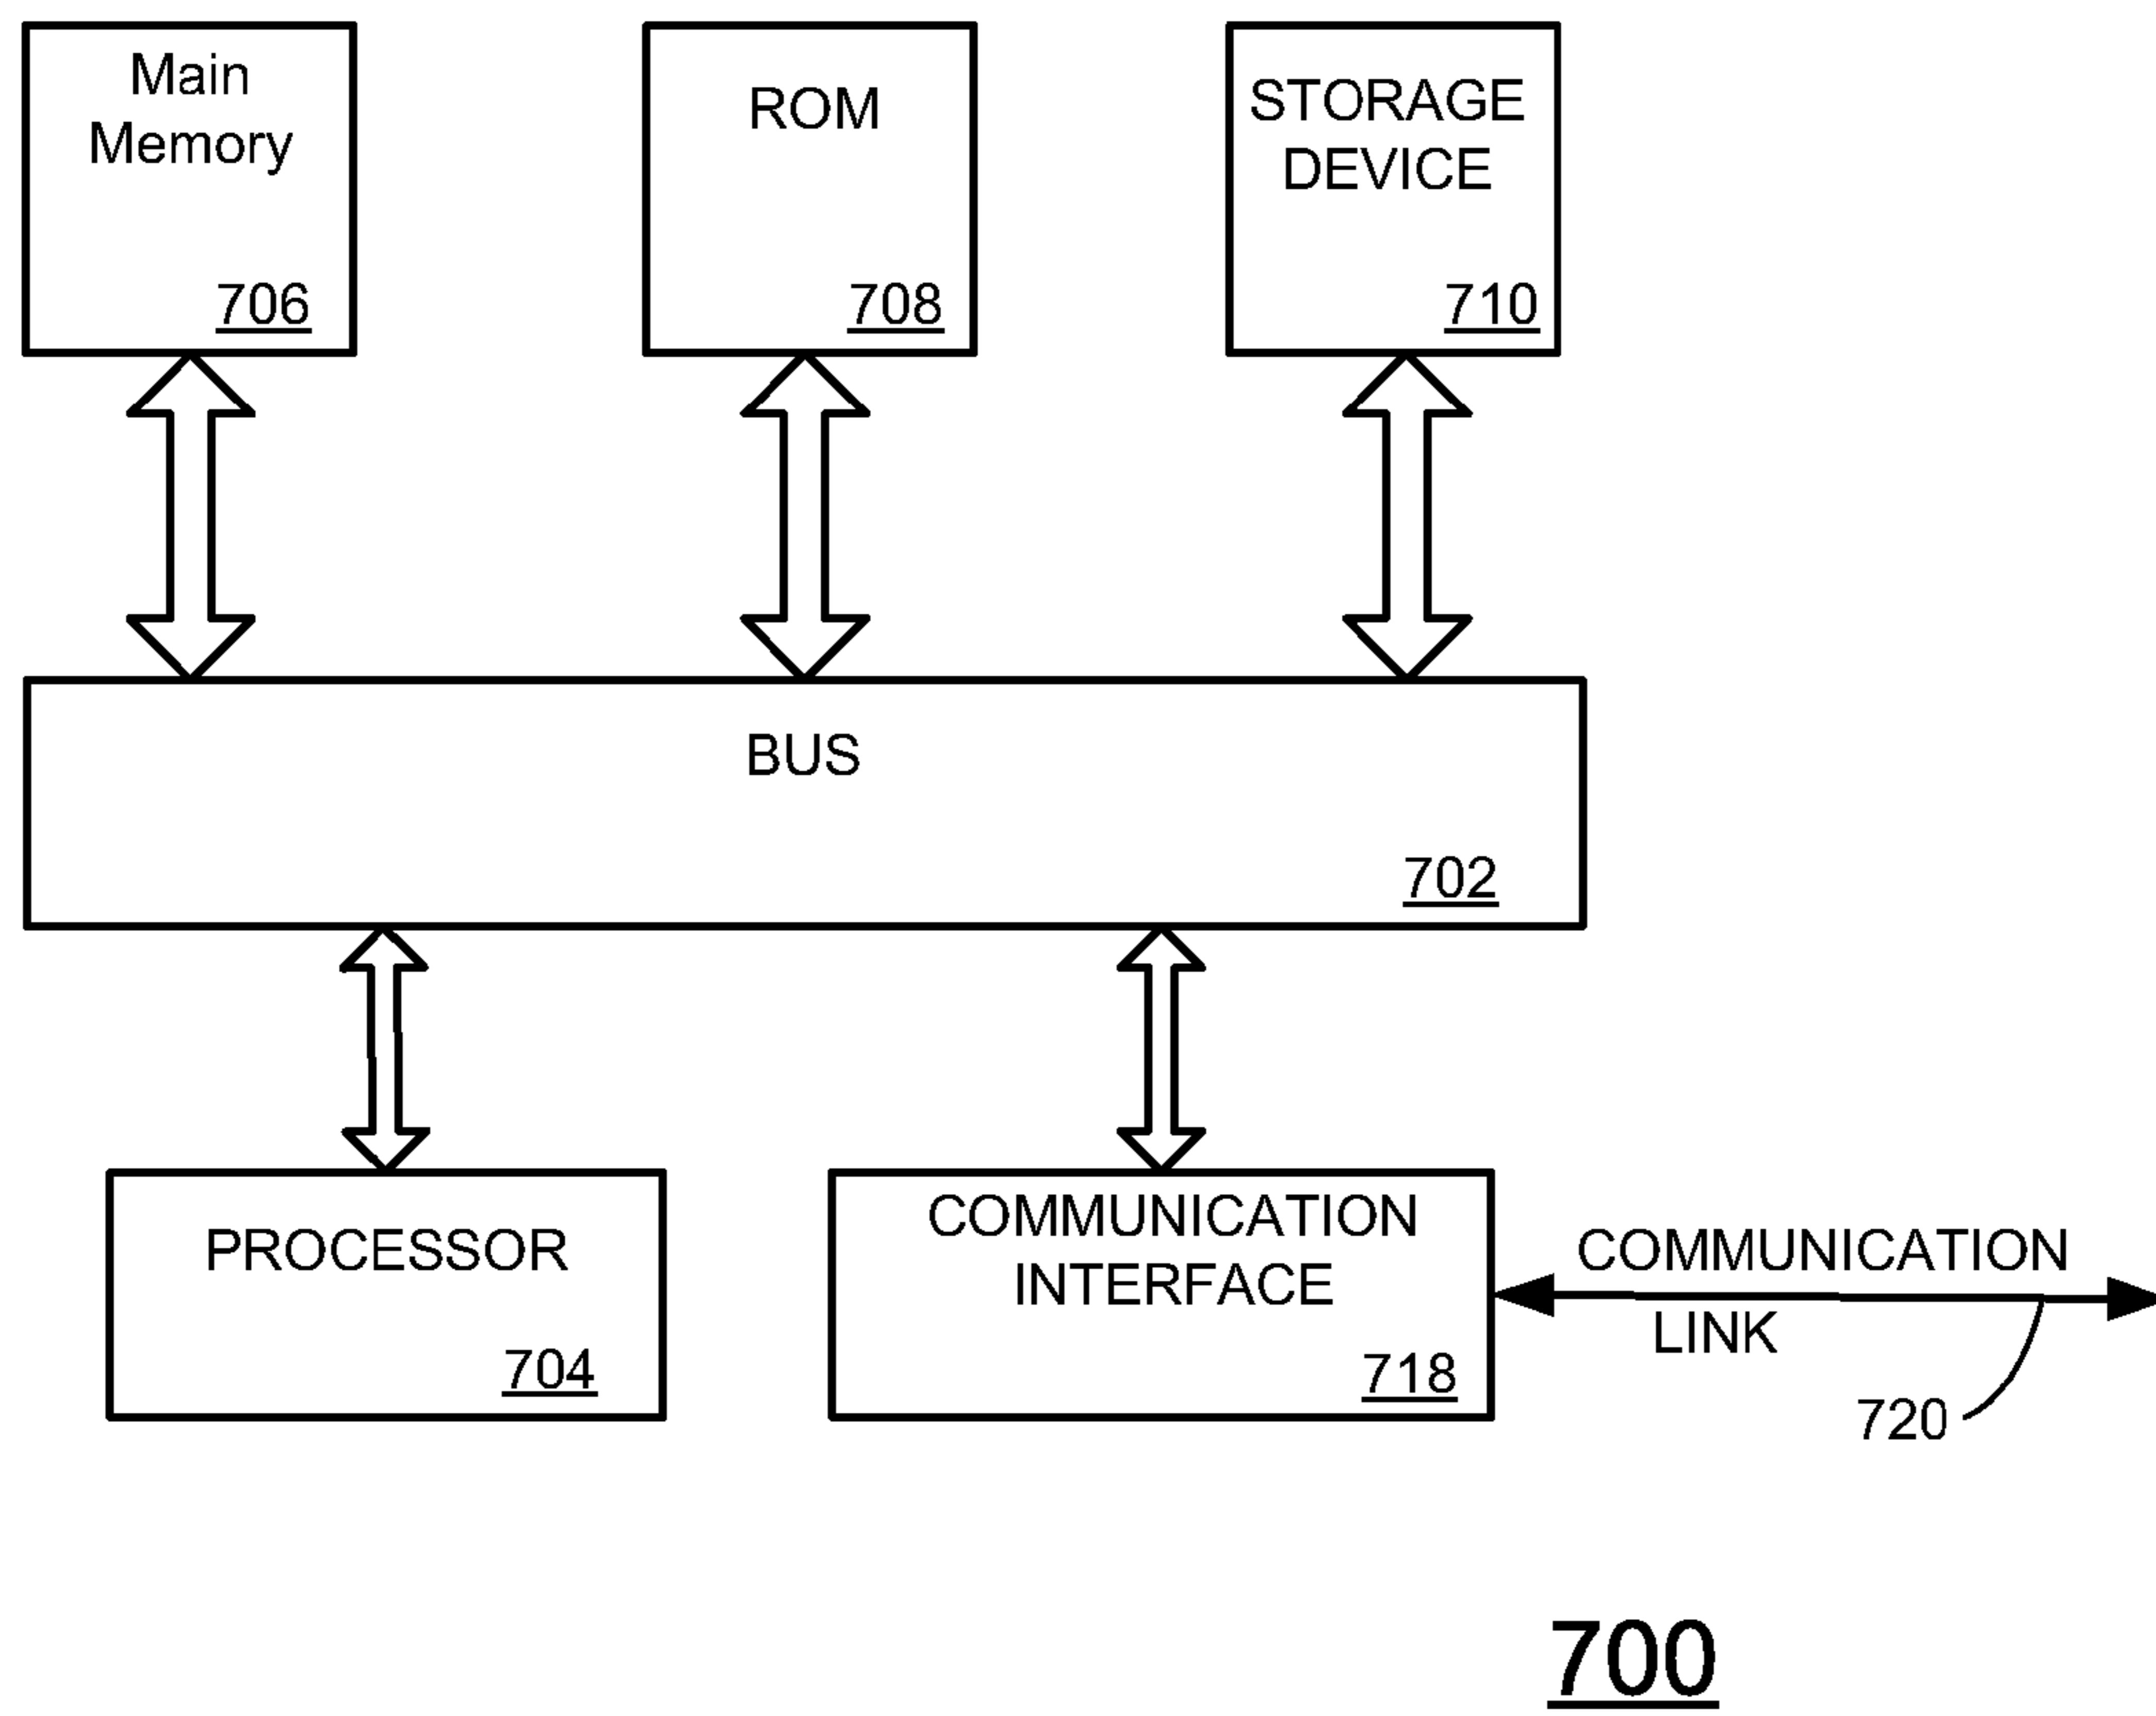 Main
Memory
706
ROM
708
STORAGE
DEVICE
710
BUS
702
PROCESSOR
704
COMMUNICATION
INTERFACE
718
COMMUNICATION
LINK
720
700